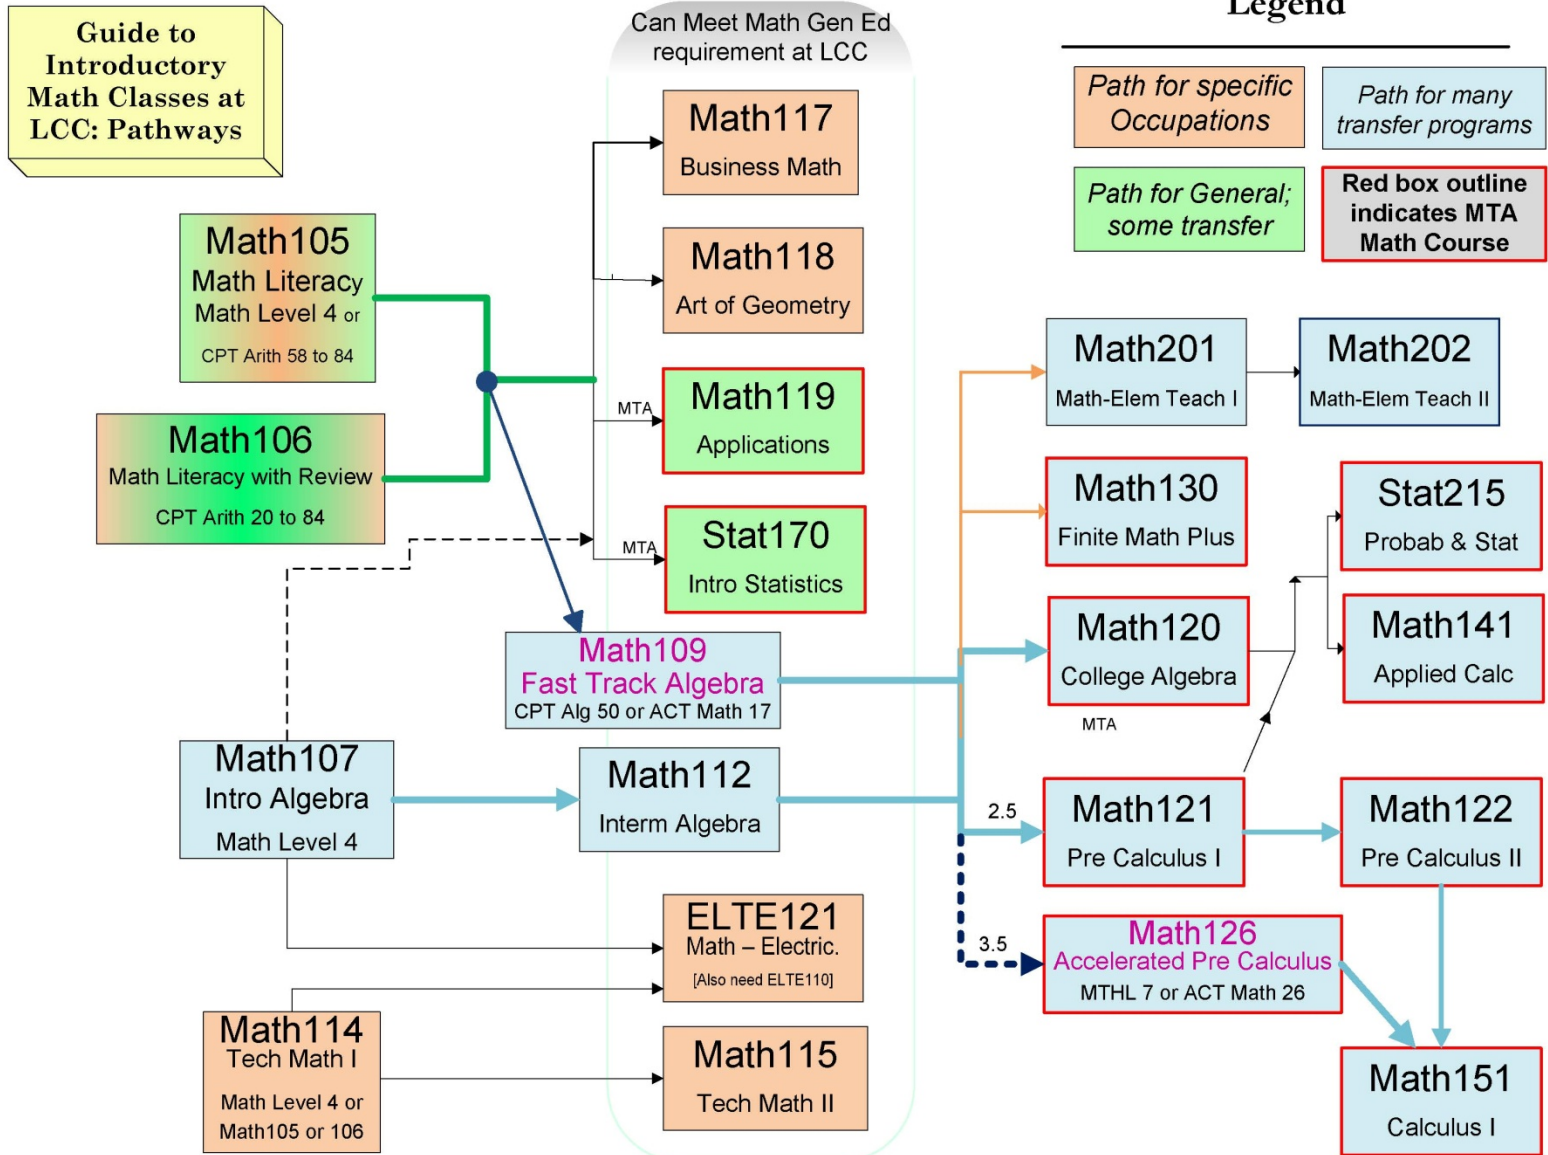 Guide to
Introductory
Math Classes at
LCC: Pathways
Can Meet Math Gen Ed
requirement at LCC
Legend
Path for specific
Occupations
Path for many
transfer programs
Path for General;
some transfer
Red box outline
indicates MTA
Math Course
Math105
Math Literacy
Math Level 4 or
CPT Arith 58 to 84
Math106
Math Literacy with Review
CPT Arith 20 to 84
Math117
Business Math
Math118
Art of Geometry
MTA
Math119
Applications
MTA
Stat170
Intro Statistics
Math109
Fast Track Algebra
CPT Alg 50 or ACT Math 17
Math107
Intro Algebra
Math Level 4
Math112
Interm Algebra
ELTE121
Math – Electric.
[Also need ELTE110]
Math114
Tech Math I
Math Level 4 or
Math105 or 106
Math115
Tech Math II
Math201
Math-Elem Teach I
Math202
Math-Elem Teach II
Math130
Finite Math Plus
Stat215
Probab & Stat
Math120
College Algebra
MTA
Math141
Applied Calc
2.5
Math121
Pre Calculus I
Math122
Pre Calculus II
3.5
Math126
Accelerated Pre Calculus
MTHL 7 or ACT Math 26
Math151
Calculus I